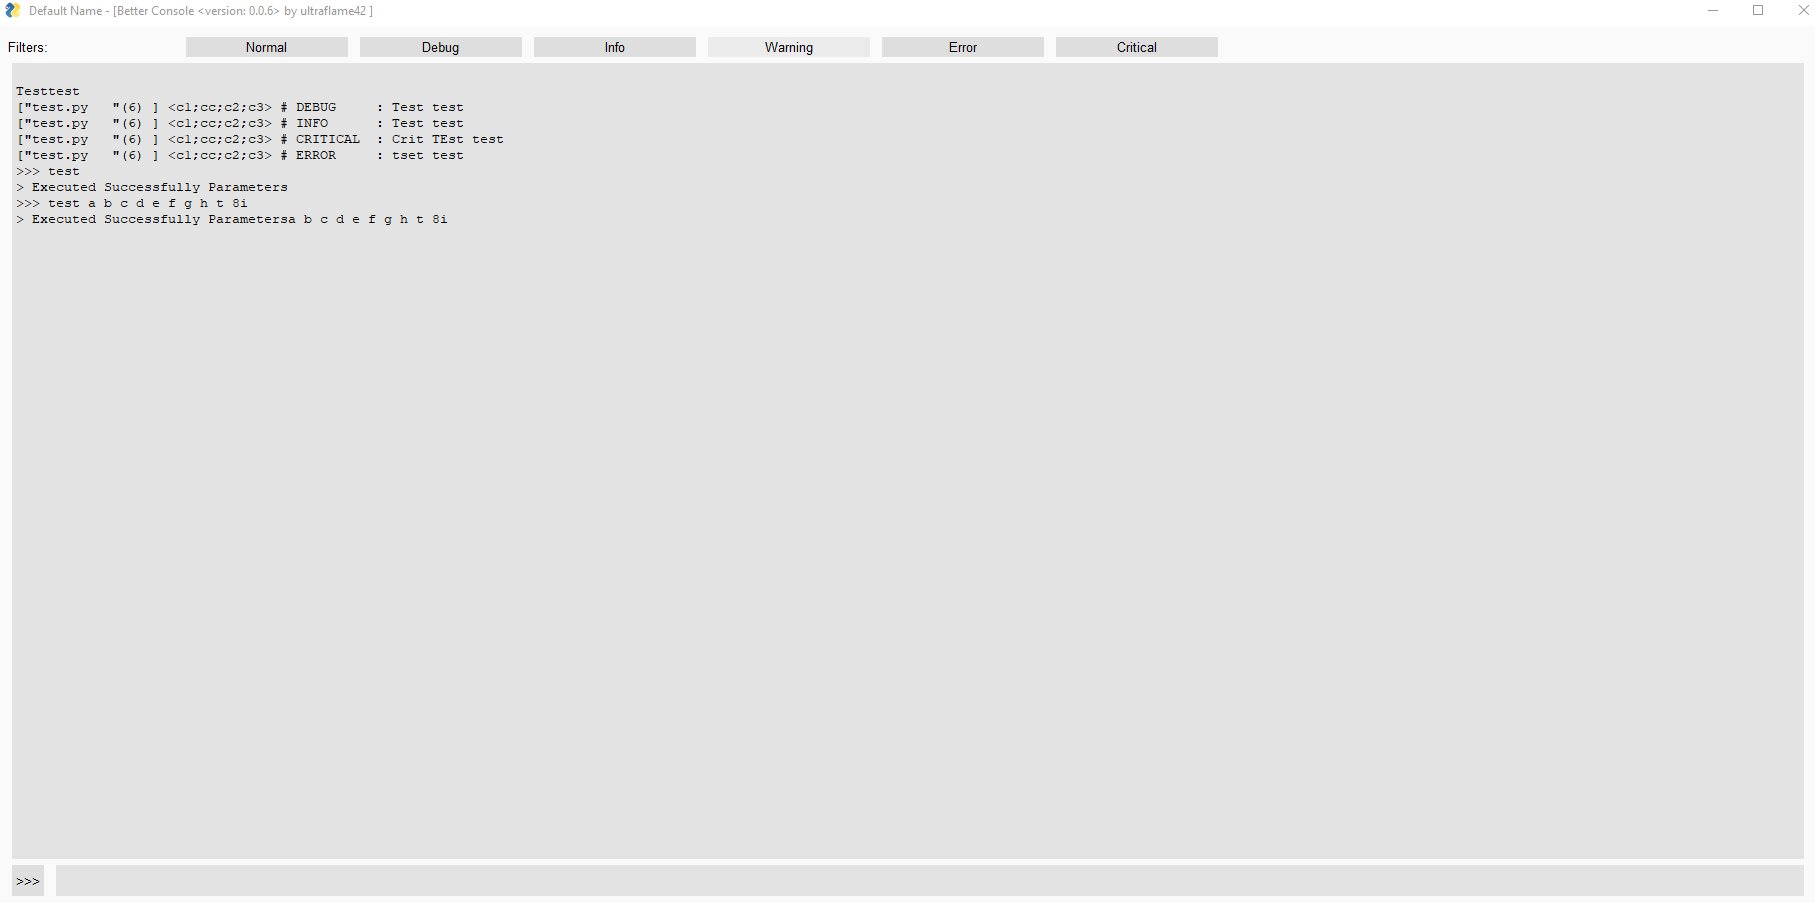 Default Name - [Better Console <version: 0.0.6> by ultraflame42 ]
Filters: Normal Debug Info Warning Error Critical
Testtest
["test.py   "(6) ] <c1;cc;c2;c3> # DEBUG     : Test test
["test.py   "(6) ] <c1;cc;c2;c3> # INFO      : Test test
["test.py   "(6) ] <c1;cc;c2;c3> # CRITICAL  : Crit TEst test
["test.py   "(6) ] <c1;cc;c2;c3> # ERROR     : tset test
>>> test
> Executed Successfully Parameters
>>> test a b c d e f g h t 8i
> Executed Successfully Parametersa b c d e f g h t 8i
>>>